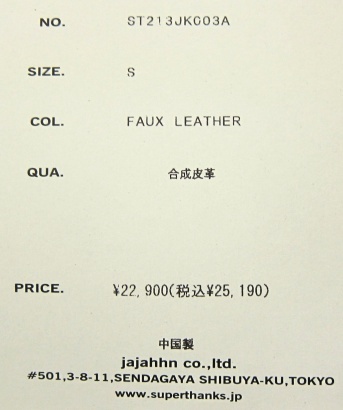 NO. ST213JK003A
SIZE. S
COL. FAUX LEATHER
QUA. 合成皮革
PRICE. ¥22,900(税込¥25,190)
中国製
jajahhn co.,ltd.
#501,3-8-11,SENDAGAYA SHIBUYA-KU,TOKYO
www.superthanks.jp